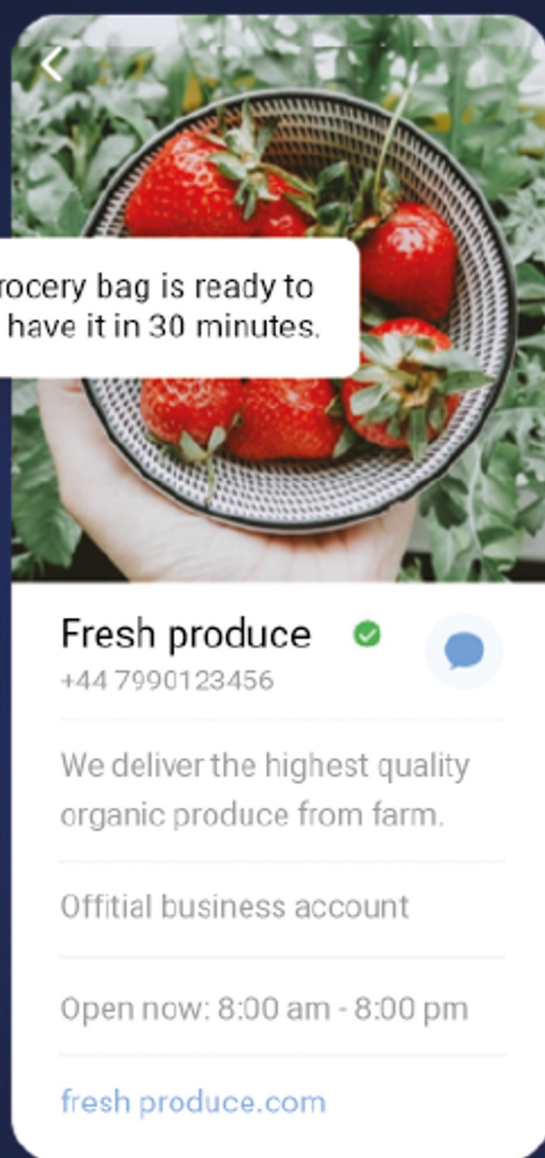 rocery bag is ready to
have it in 30 minutes.
Fresh produce
+44 7990123456
We deliver the highest quality
organic produce from farm.
Offitial business account
Open now: 8:00 am - 8:00 pm
fresh produce.com